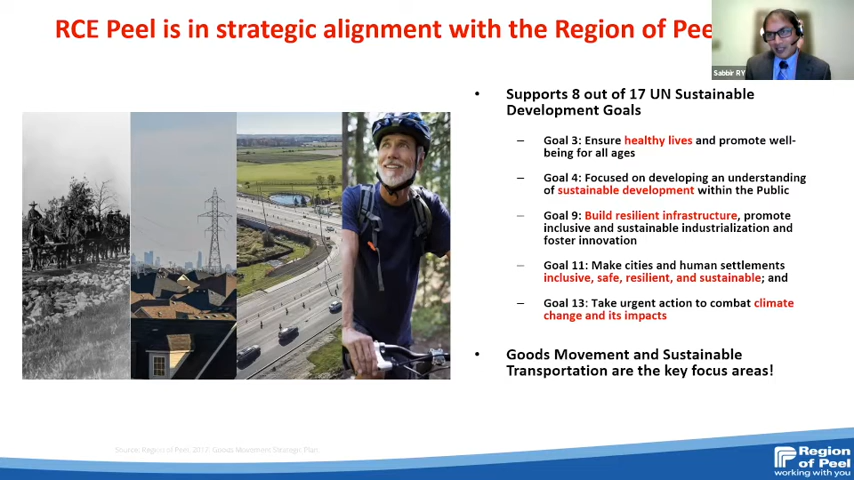 RCE Peel is in strategic alignment with the Region of Pee
Sabbir RY
• Supports 8 out of 17 UN Sustainable
Development Goals
– Goal 3: Ensure healthy lives and promote well-
being for all ages
– Goal 4: Focused on developing an understanding
of sustainable development within the Public
– Goal 9: Build resilient infrastructure, promote
inclusive and sustainable industrialization and
foster innovation
– Goal 11: Make cities and human settlements
inclusive, safe, resilient, and sustainable; and
– Goal 13: Take urgent action to combat climate
change and its impacts
• Goods Movement and Sustainable
Transportation are the key focus areas!
Source: Region of Peel, 2017. Goods Movement Strategic Plan.
Region
of Peel
working with you